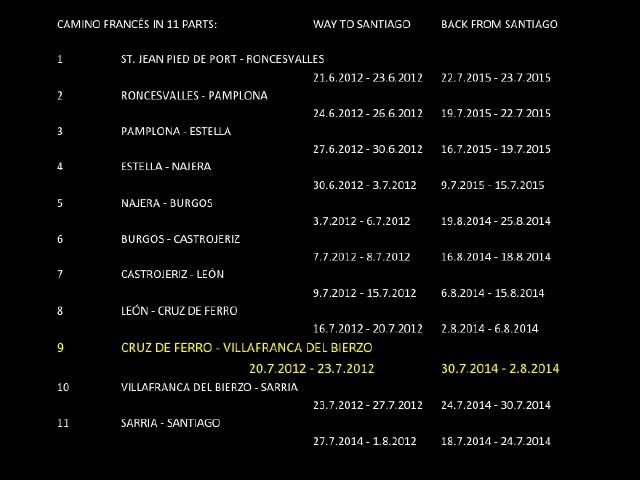 CAMINO FRANCÉS IN 11 PARTS: WAY TO SANTIAGO BACK FROM SANTIAGO
1 ST. JEAN PIED DE PORT - RONCESVALLES
21.6.2012 - 23.6.2012 22.7.2015 - 23.7.2015
2 RONCESVALLES - PAMPLONA
24.6.2012 - 26.6.2012 19.7.2015 - 22.7.2015
3 PAMPLONA - ESTELLA
27.6.2012 - 30.6.2012 16.7.2015 - 19.7.2015
4 ESTELLA - NAJERA
30.6.2012 - 3.7.2012 9.7.2015 - 15.7.2015
5 NAJERA - BURGOS
3.7.2012 - 6.7.2012 19.8.2014 - 25.8.2014
6 BURGOS - CASTROJERIZ
7.7.2012 - 8.7.2012 16.8.2014 - 18.8.2014
7 CASTROJERIZ - LEÓN
9.7.2012 - 15.7.2012 6.8.2014 - 15.8.2014
8 LEÓN - CRUZ DE FERRO
16.7.2012 - 20.7.2012 2.8.2014 - 6.8.2014
9 CRUZ DE FERRO - VILLAFRANCA DEL BIERZO
20.7.2012 - 23.7.2012 30.7.2014 - 2.8.2014
10 VILLAFRANCA DEL BIERZO - SARRIA
23.7.2012 - 27.7.2012 24.7.2014 - 30.7.2014
11 SARRIA - SANTIAGO
27.7.2014 - 1.8.2012 18.7.2014 - 24.7.2014